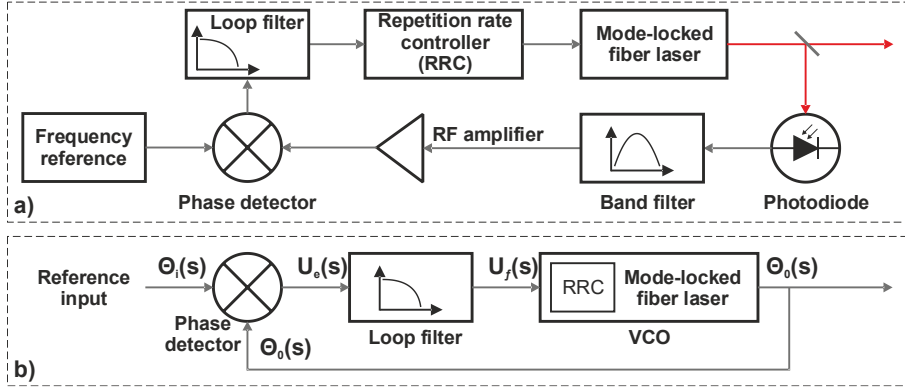 Loop filter
Repetition rate
controller
(RRC)
Mode-locked
fiber laser
Frequency
reference
Phase detector
RF amplifier
Band filter
Photodiode
a)
Reference
input
Θi(s)
Phase
detector
Ue(s)
Loop filter
Uf(s)
RRC
Mode-locked
fiber laser
VCO
Θ0(s)
Θ0(s)
b)